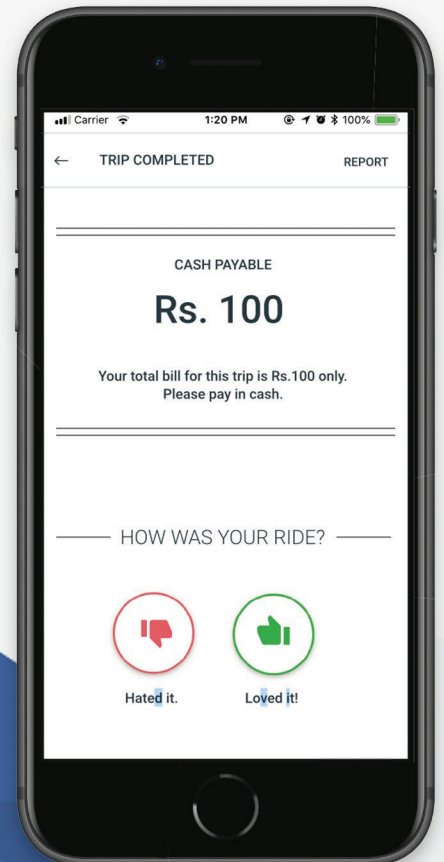 Carrier 1:20 PM 100%
TRIP COMPLETED REPORT
CASH PAYABLE
Rs. 100
Your total bill for this trip is Rs.100 only.
Please pay in cash.
HOW WAS YOUR RIDE?
Hated it. Loved it!